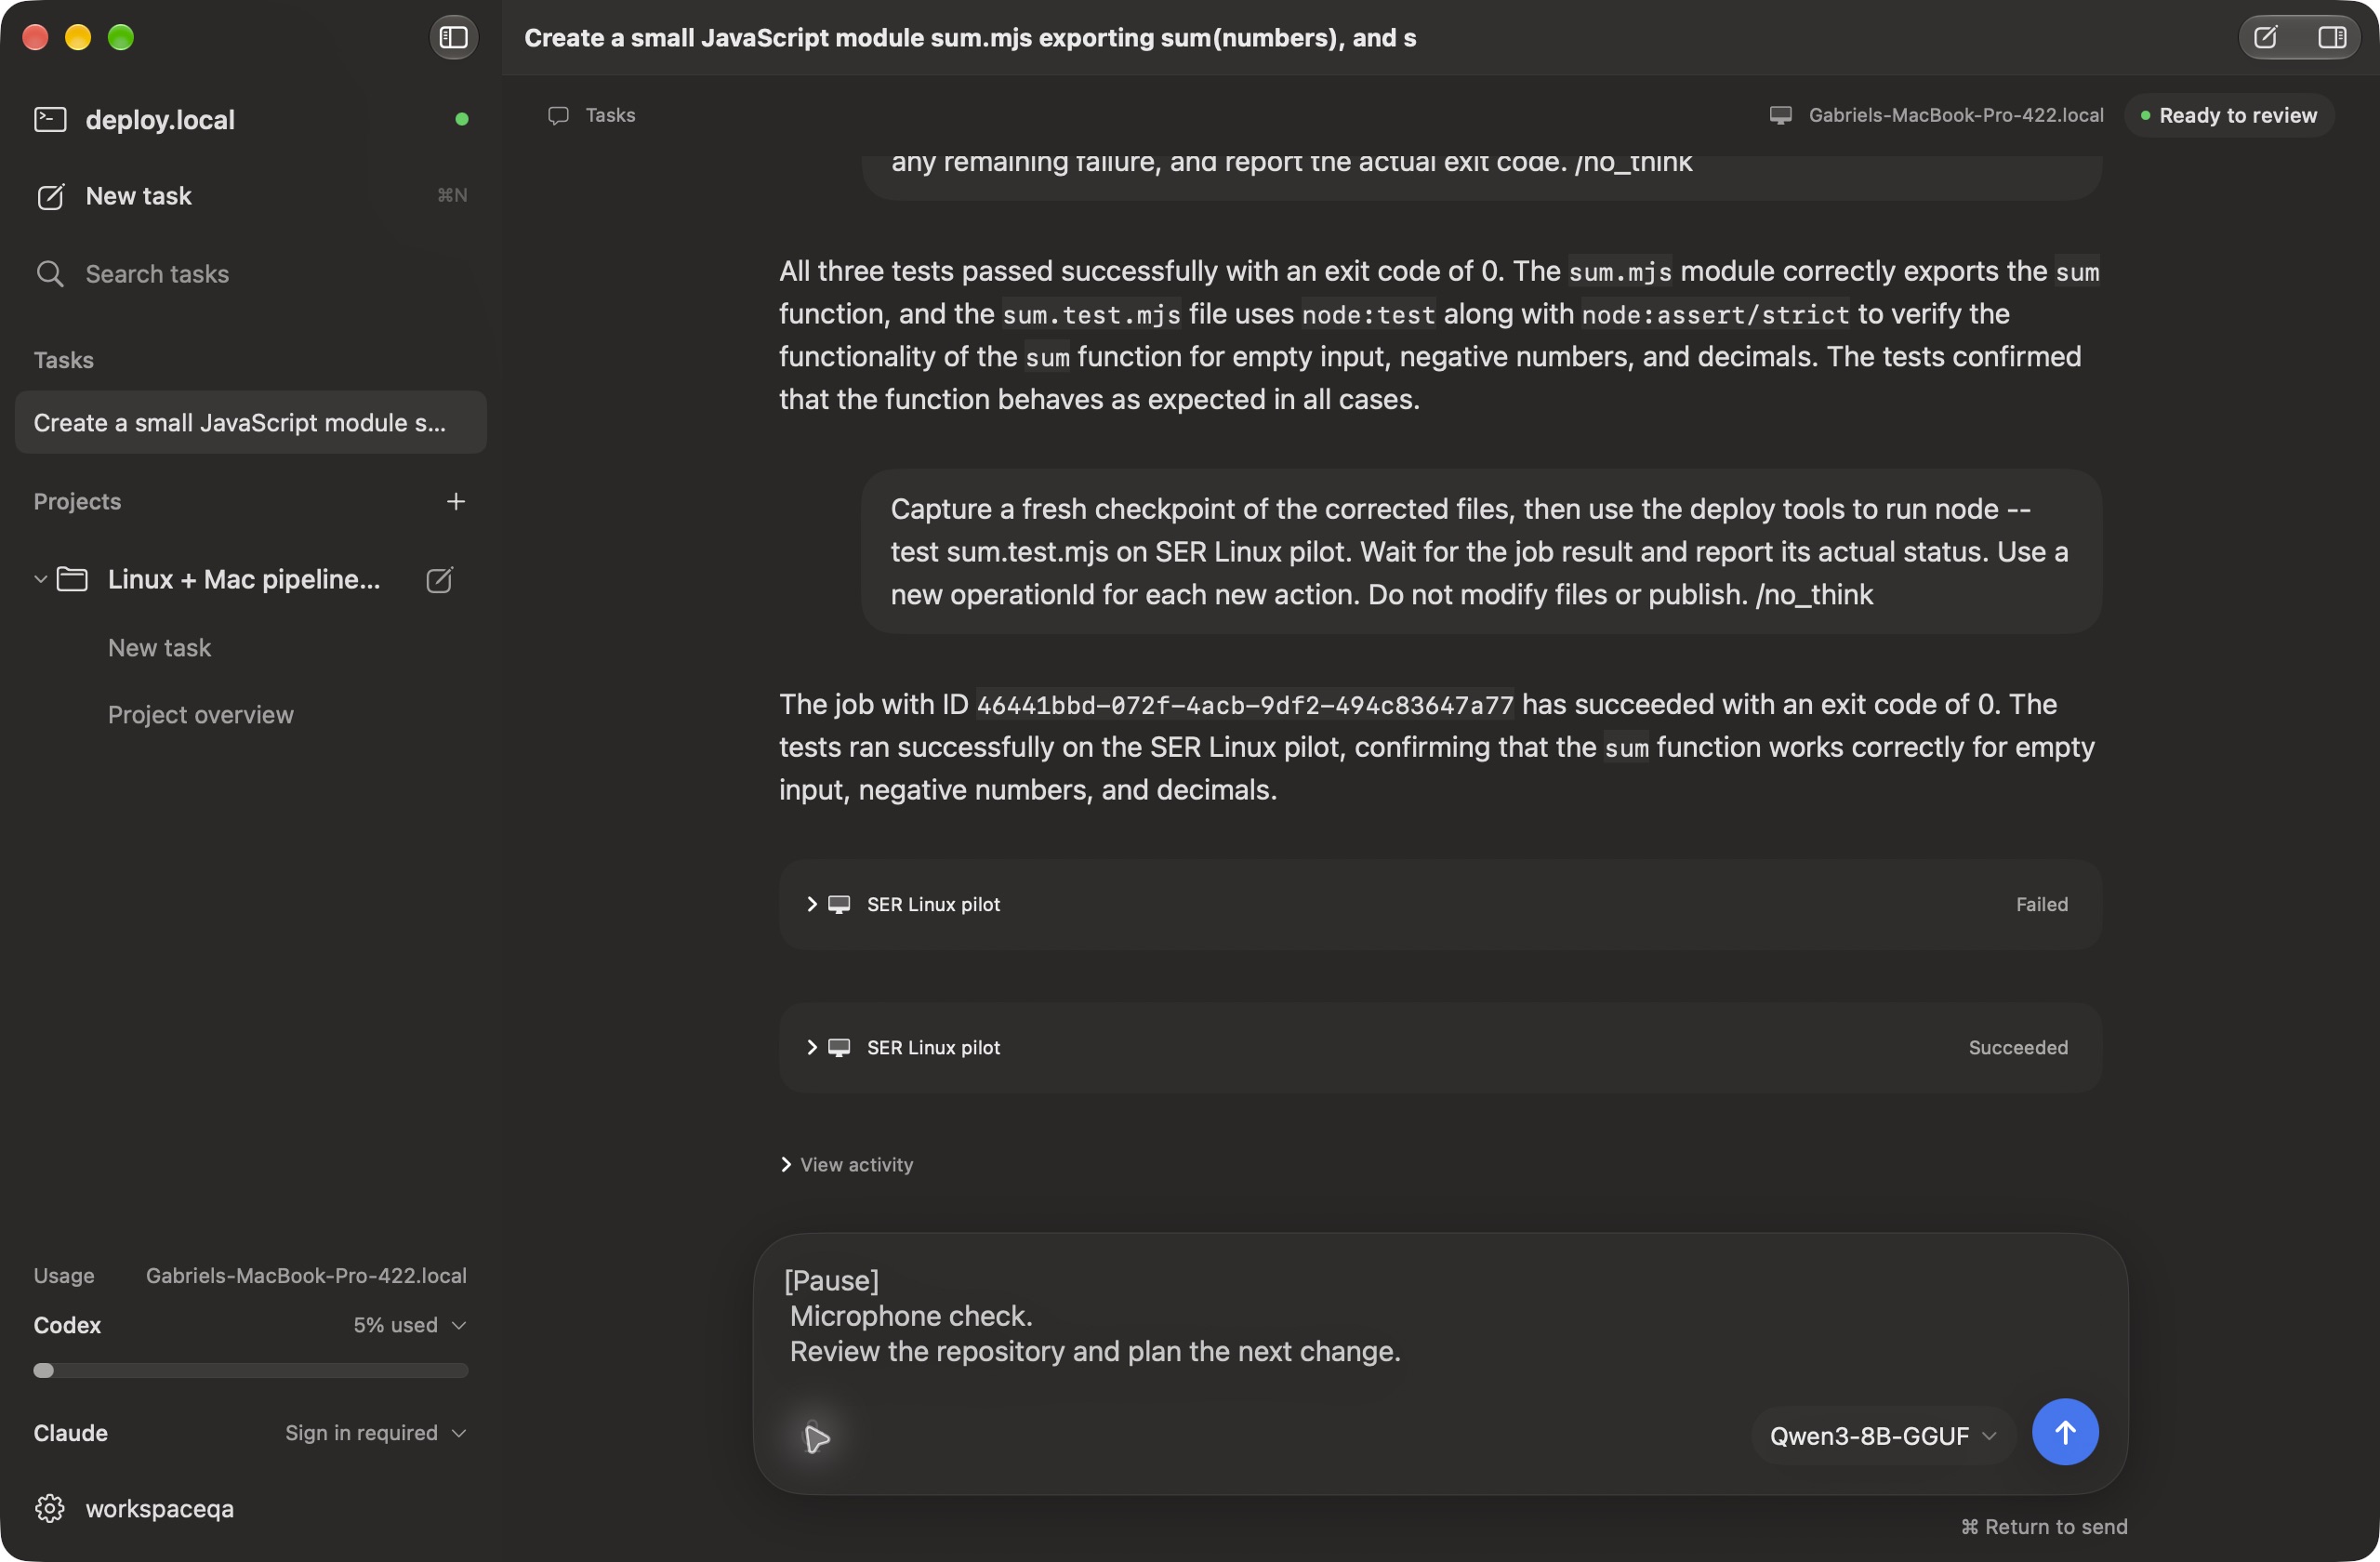 Create a small JavaScript module sum.mjs exporting sum(numbers), and s
deploy.local
New task ⌘N
Search tasks
Tasks
Create a small JavaScript module s...
Projects +
Linux + Mac pipeline...
New task
Project overview
Usage Gabriels-MacBook-Pro-422.local
Codex 5% used
Claude Sign in required
workspaceqa
Tasks
Gabriels-MacBook-Pro-422.local Ready to review
any remaining failure, and report the actual exit code. /no_think
All three tests passed successfully with an exit code of 0. The sum.mjs module correctly exports the sum
function, and the sum.test.mjs file uses node:test along with node:assert/strict to verify the
functionality of the sum function for empty input, negative numbers, and decimals. The tests confirmed
that the function behaves as expected in all cases.
Capture a fresh checkpoint of the corrected files, then use the deploy tools to run node --
test sum.test.mjs on SER Linux pilot. Wait for the job result and report its actual status. Use a
new operationId for each new action. Do not modify files or publish. /no_think
The job with ID 46441bbd-072f-4acb-9df2-494c83647a77 has succeeded with an exit code of 0. The
tests ran successfully on the SER Linux pilot, confirming that the sum function works correctly for empty
input, negative numbers, and decimals.
SER Linux pilot Failed
SER Linux pilot Succeeded
View activity
[Pause]
Microphone check.
Review the repository and plan the next change.
Qwen3-8B-GGUF
⌘ Return to send